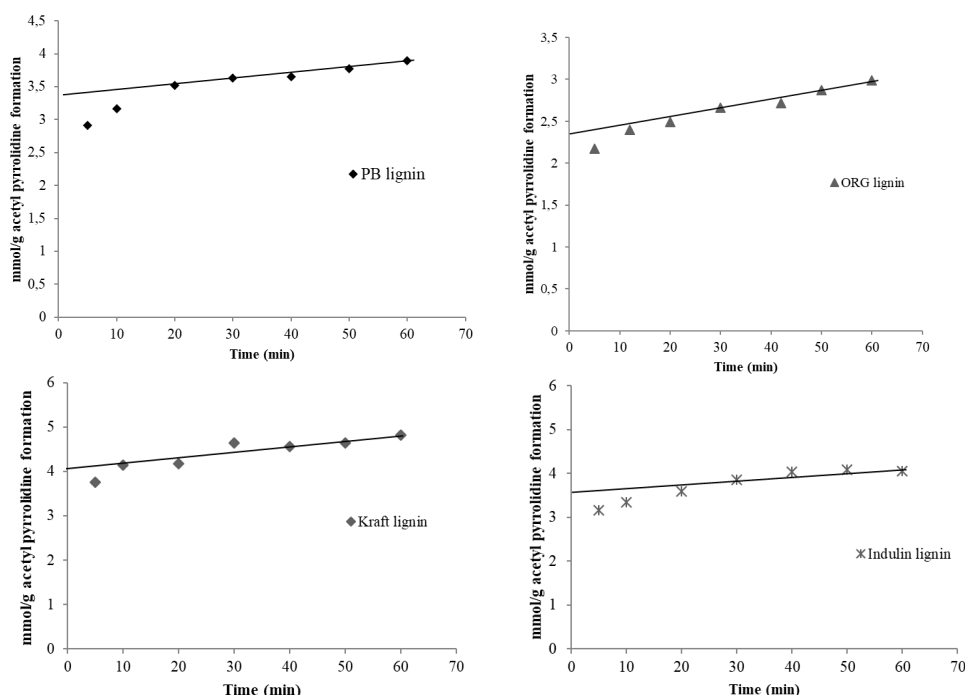 mmol/g acetyl pyrrolidine formation
4,5
4
3,5
3
2,5
2
1,5
1
0,5
0
0 10 20 30 40 50 60 70
Time (min)
PB lignin
mmol/g acetyl pyrrolidine formation
3,5
3
2,5
2
1,5
1
0,5
0
0 10 20 30 40 50 60 70
Time (min)
ORG lignin
mmol/g acetyl pyrrolidine formation
6
5
4
3
2
1
0
0 10 20 30 40 50 60 70
Time (min)
Kraft lignin
mmol/g acetyl pyrrolidine formation
6
5
4
3
2
1
0
0 10 20 30 40 50 60 70
Time (min)
Indulin lignin